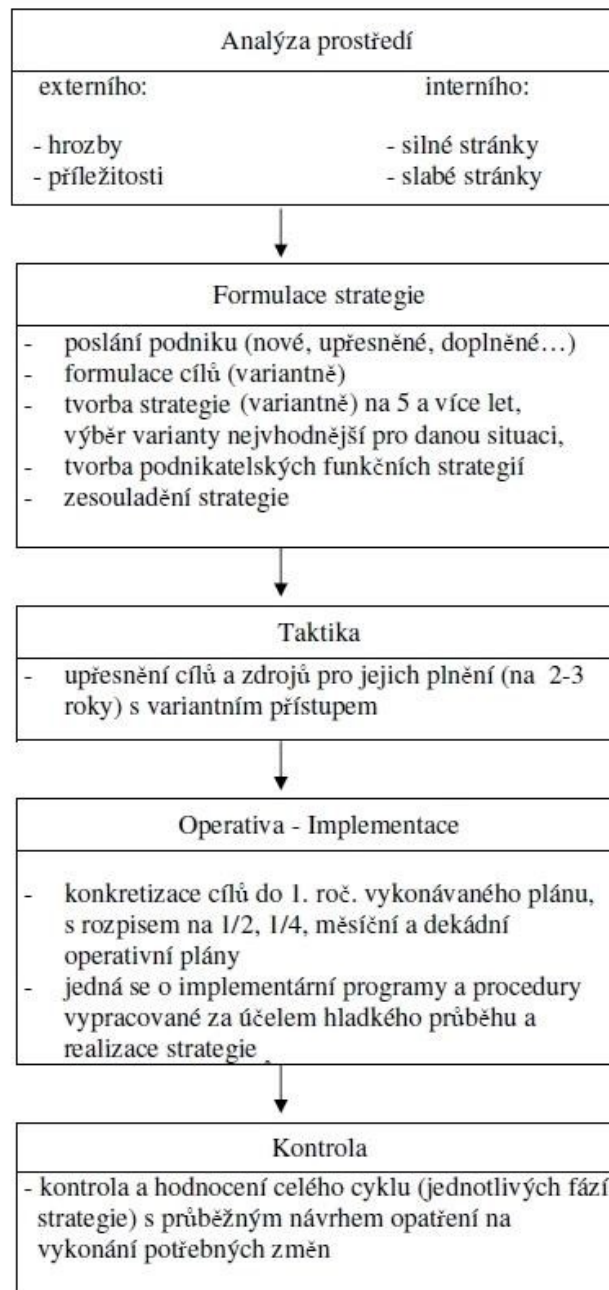 Analýza prostředí
externího: interního:
- hrozby - silné stránky
- příležitosti - slabé stránky
Formulace strategie
- poslání podniku (nové, upřesněné, doplněné…)
- formulace cílů (variantně)
- tvorba strategie (variantně) na 5 a více let,
výběr varianty nejvhodnější pro danou situaci,
- tvorba podnikatelských funkčních strategií
- zesouladění strategie
Taktika
- upřesnění cílů a zdrojů pro jejich plnění (na 2-3
roky) s variantním přístupem
Operativa - Implementace
- konkretizace cílů do 1. roč. vykonávaného plánu,
s rozpisem na 1/2, 1/4, měsíční a dekádní
operativní plány
- jedná se o implementární programy a procedury
vypracované za účelem hladkého průběhu a
realizace strategie
Kontrola
- kontrola a hodnocení celého cyklu (jednotlivých fází
strategie) s průběžným návrhem opatření na
vykonání potřebných změn